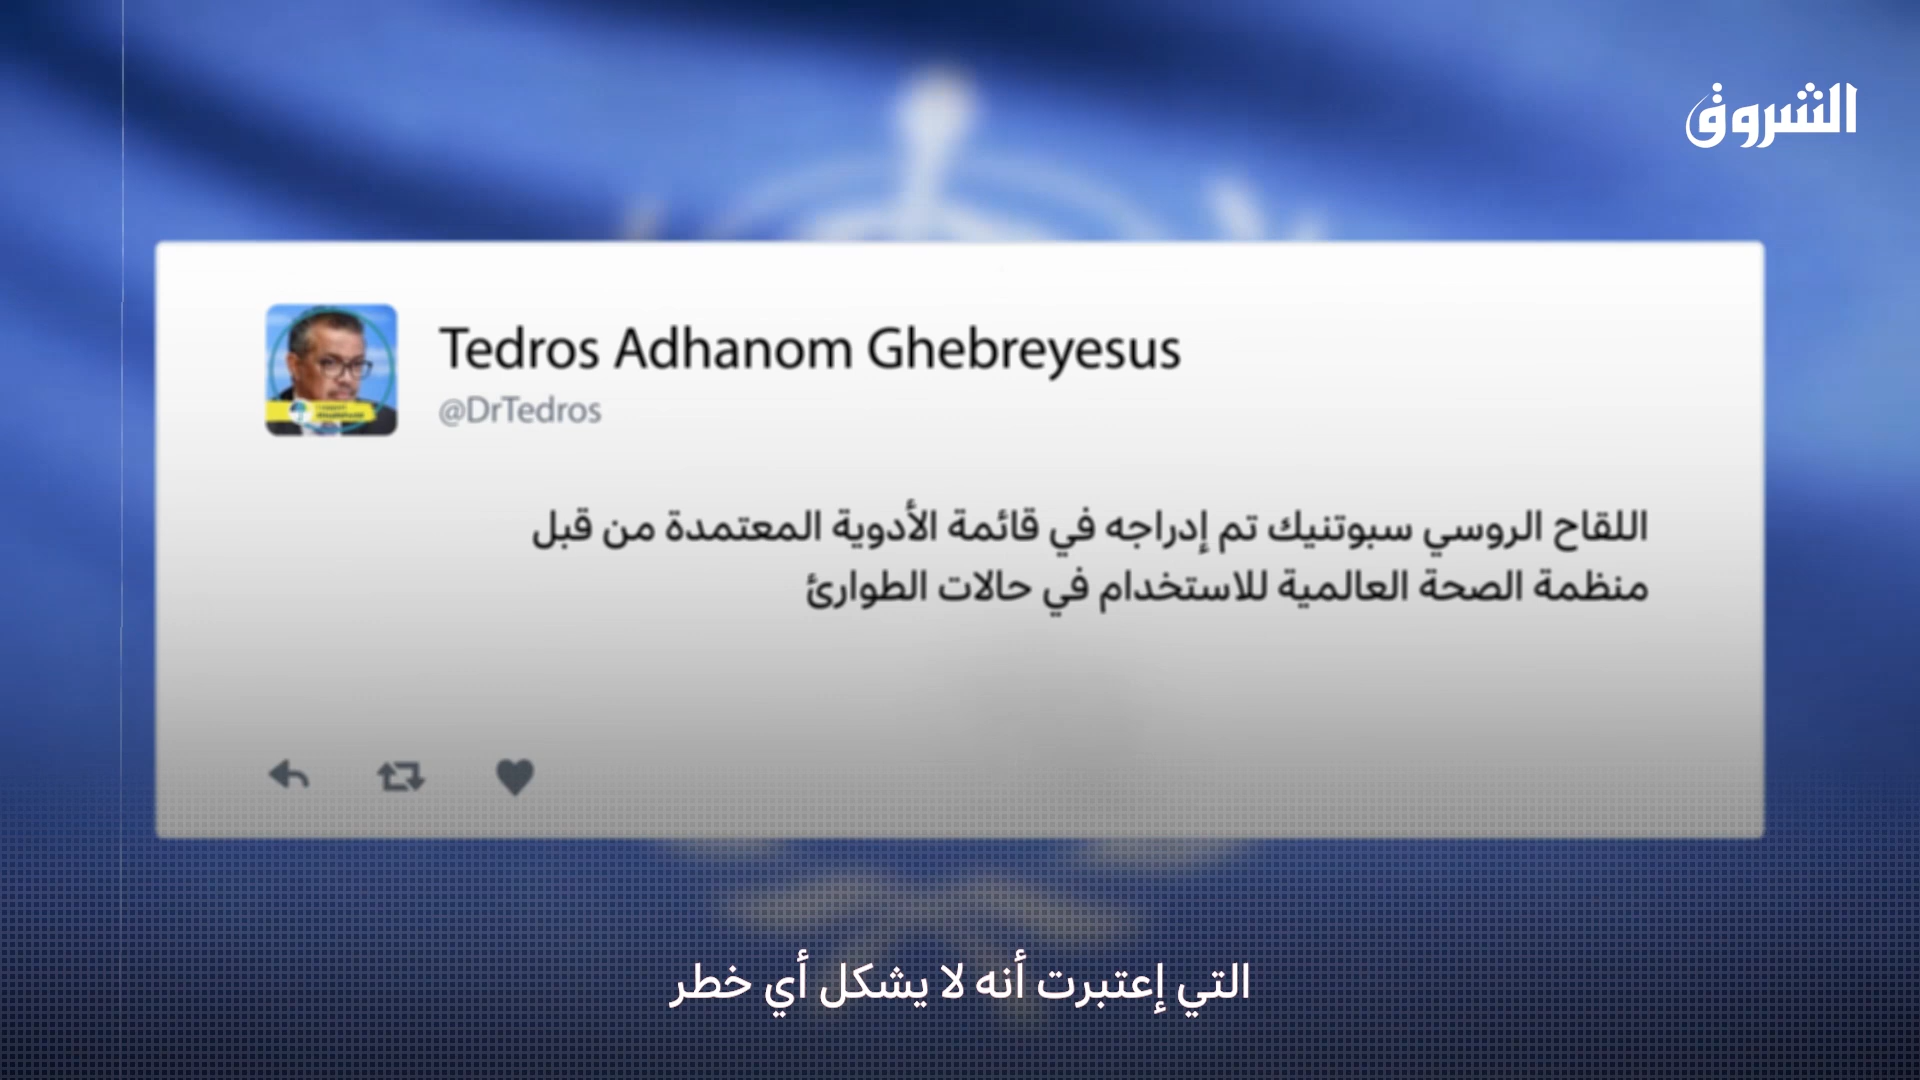 الشروق
Tedros Adhanom Ghebreyesus
@DrTedros
اللقاح الروسي سبوتنيك تم إدراجه في قائمة الأدوية المعتمدة من قبل
منظمة الصحة العالمية للاستخدام في حالات الطوارئ
التي إعتبرت أنه لا يشكل أي خطر